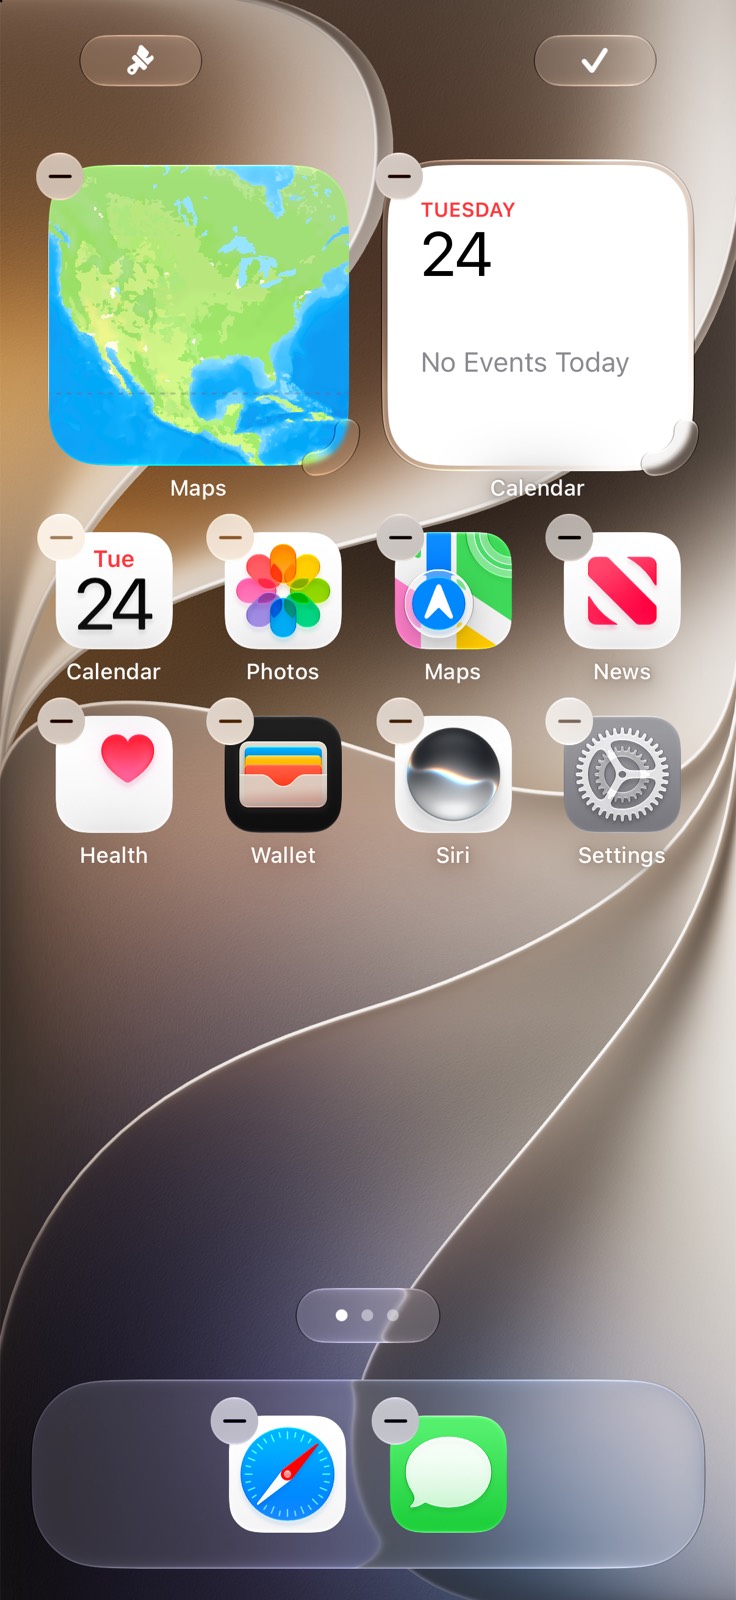 TUESDAY
24
No Events Today
Maps
Calendar
Tue
24
Calendar
Photos
Maps
News
Health
Wallet
Siri
Settings